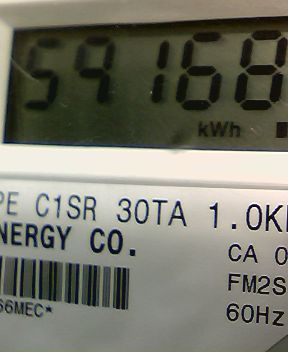 59168
kWh
PE C1SR 30TA 1.0K
NERGY CO.
CA 0
FM2S
60Hz
66MEC*